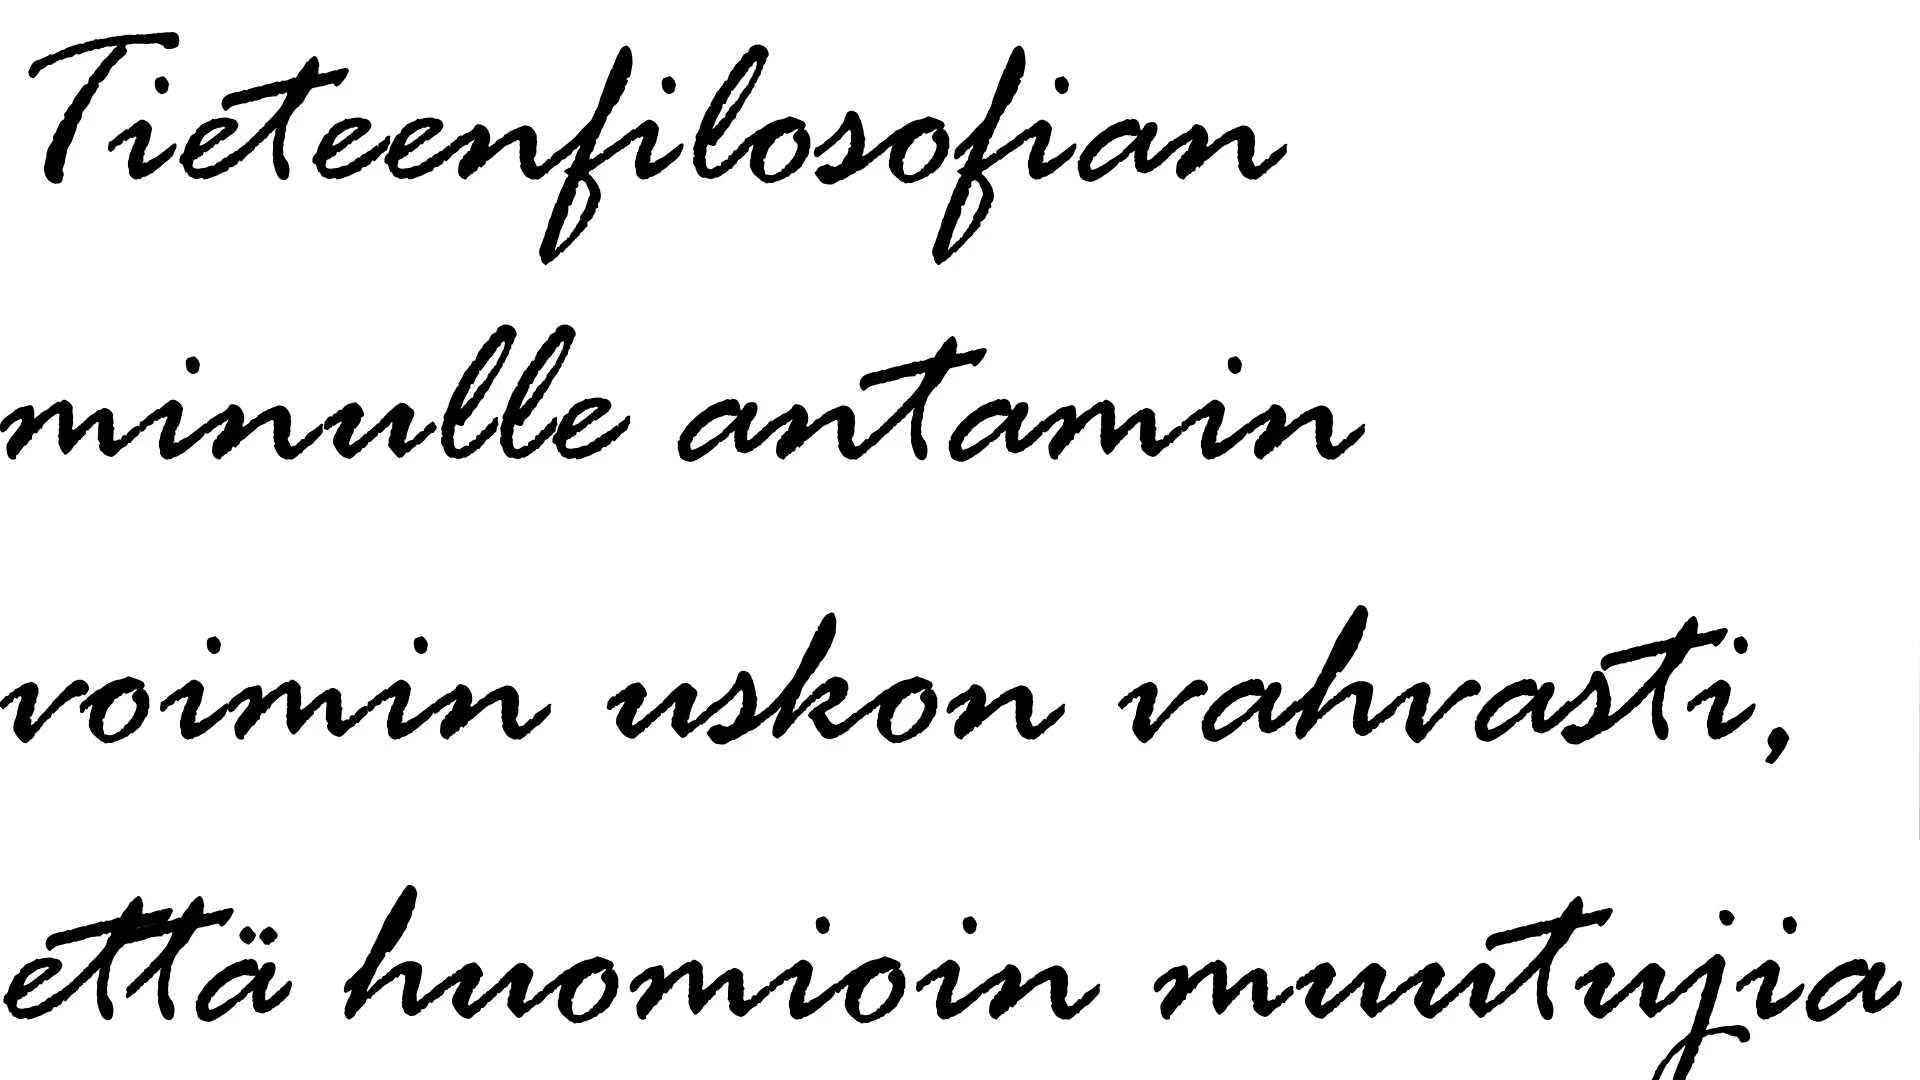 Tieteenfilosofian
minulle antamin
voimin uskon vahvasti,
että huomioin muutujia